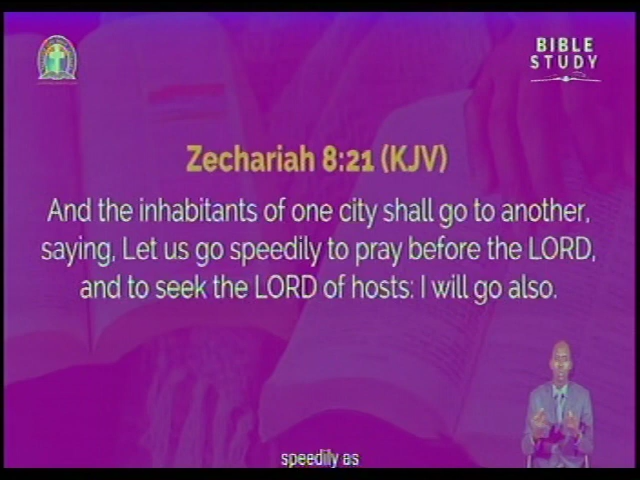 BIBLE
STUDY
Zechariah 8:21 (KJV)
And the inhabitants of one city shall go to another,
saying, Let us go speedily to pray before the LORD,
and to seek the LORD of hosts: I will go also.
speedily as